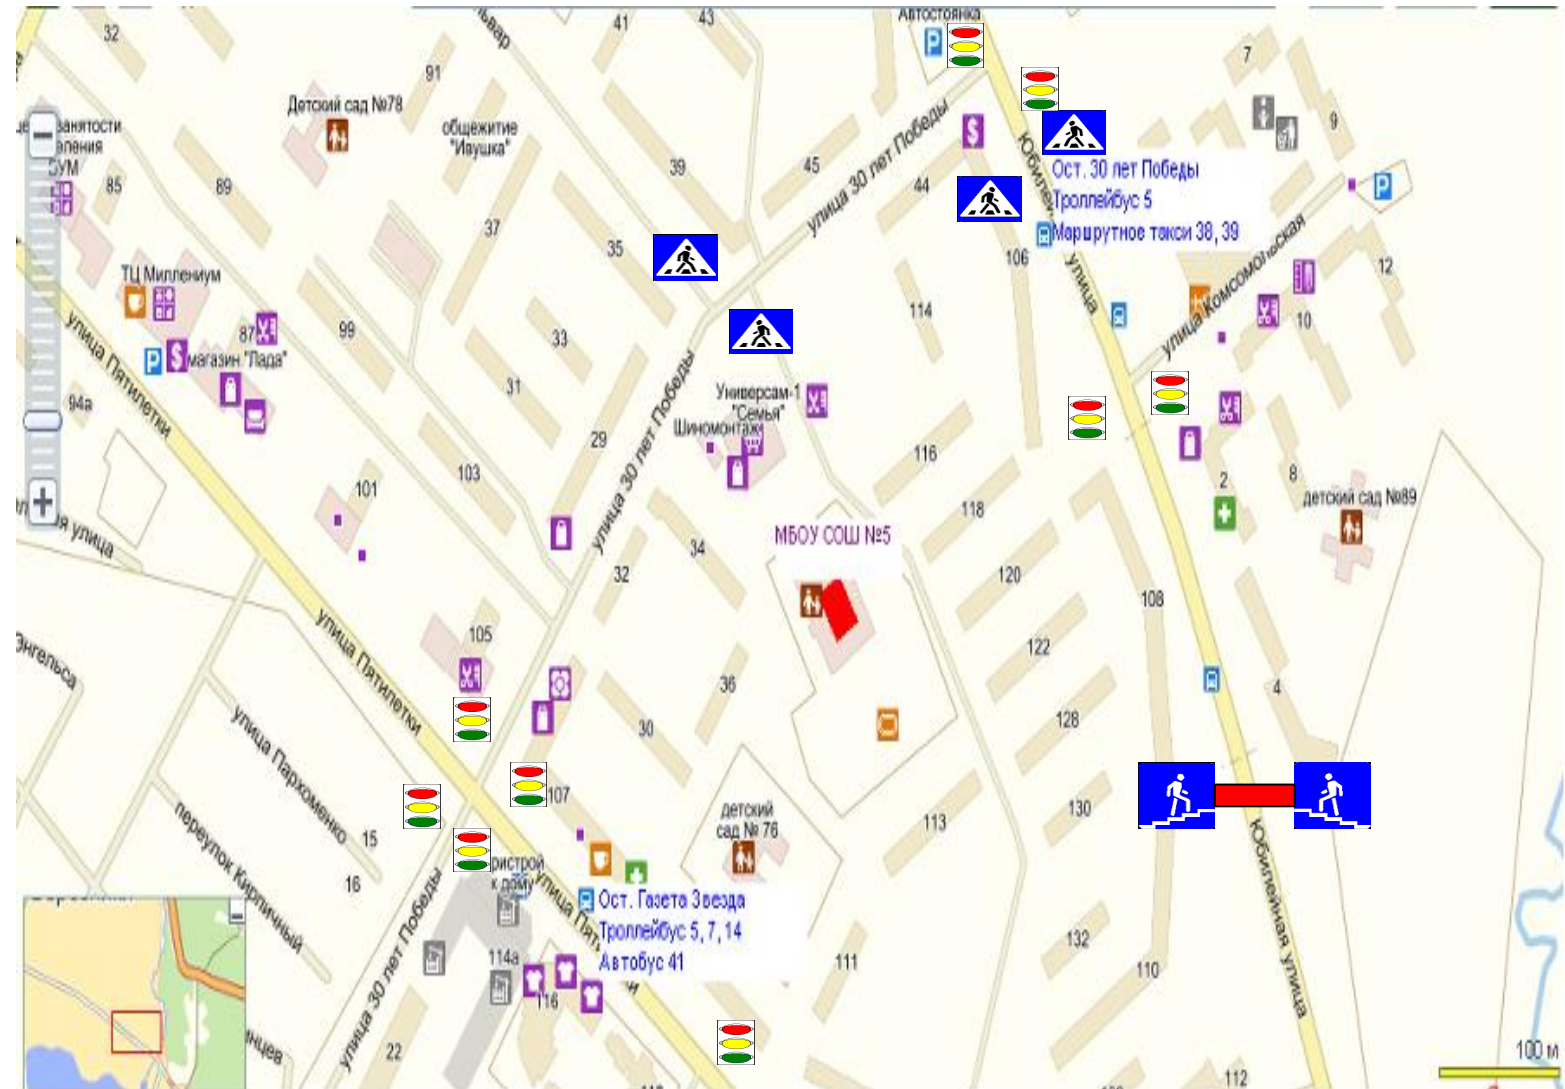 Автостоянка
32
41
43
7
91
Детский сад №78
общежитие
"Ивушка"
9
занятости
85
89
39
45
44
улица 30 лет Победы
Ост. 30 лет Победы
Троллейбус 5
Маршрутное такси 38, 39
37
35
106
улица
улица Комсомольская
12
ТЦ Миллениум
87
магазин "Лада"
99
33
114
10
улица Пятилетки
94а
31
улица 30 лет Победы
Универсам-1
"Семья"
Шиномонтаж
29
103
101
116
118
2
8
детский сад №89
улица
34
32
МБОУ СОШ №5
120
108
улица Пятилетки
105
122
Энгельса
36
30
4
128
улица Пархоменко
переулок Кирпичный
15
16
107
детский
сад № 76
113
130
Юбилейная улица
к дому
улица 30 лет Победы
Ост. Газета Звезда
Троллейбус 5, 7, 14
Автобус 41
114а
116
111
132
110
22
112
100 м